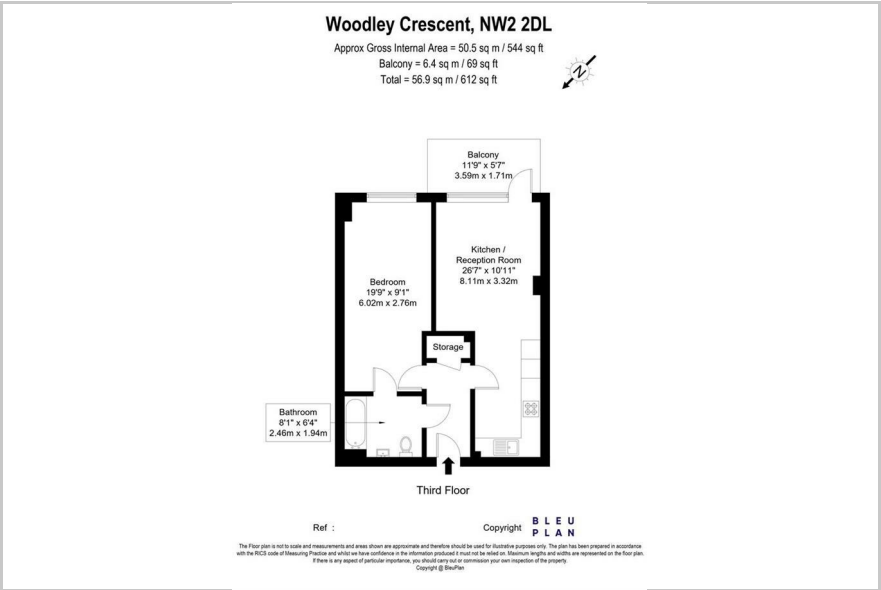 Woodley Crescent, NW2 2DL
Approx Gross Internal Area = 50.5 sq m / 544 sq ft
Balcony = 6.4 sq m / 69 sq ft
Total = 56.9 sq m / 612 sq ft
N
Balcony
11'9" x 5'7"
3.59m x 1.71m
Kitchen /
Reception Room
26'7" x 10'11"
8.11m x 3.32m
Bedroom
19'9" x 9'1"
6.02m x 2.76m
Storage
Bathroom
8'1" x 6'4"
2.46m x 1.94m
Third Floor
Ref :
Copyright
BLEU
PLAN
The Floor plan is not to scale and measurements and areas shown are approximate and therefore should be used for illustrative purposes only. The plan has been prepared in accordance
with the RICS code of Measuring Practice and whilst we have confidence in the information produced it must not be relied on. Maximum lengths and widths are represented on the floor plan.
If there is any aspect of particular importance, you should carry out or commission your own inspection of the property.
Copyright @ BleuPlan